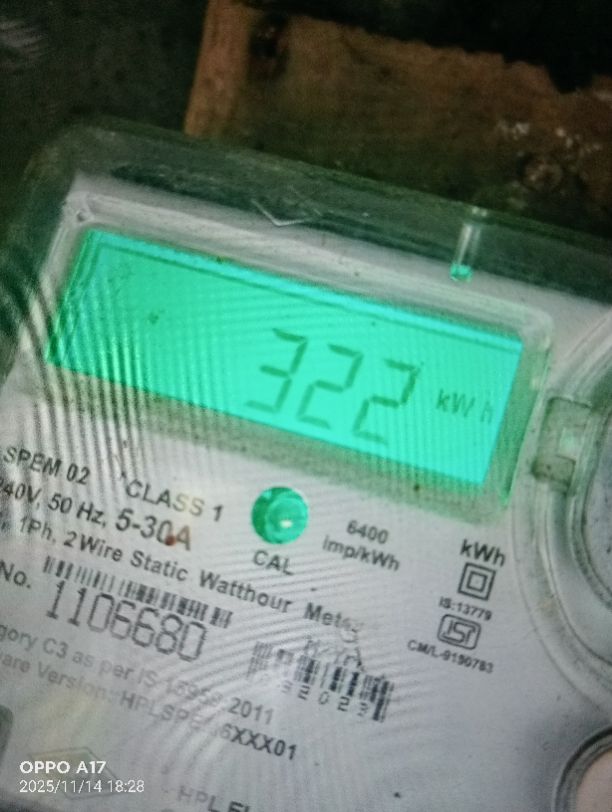 322 kWh
SPEM 02 CLASS 1
240V, 50 Hz, 5-30A
6400
imp/kWh
CAL
kWh
1Ph, 2Wire Static Watthour Meter
IS:13779
No.
1106680
CM/L-9190783
gory C3 as per IS 15959 2011
are Version:
OPPO A17
2025/11/14 18:28
HPL